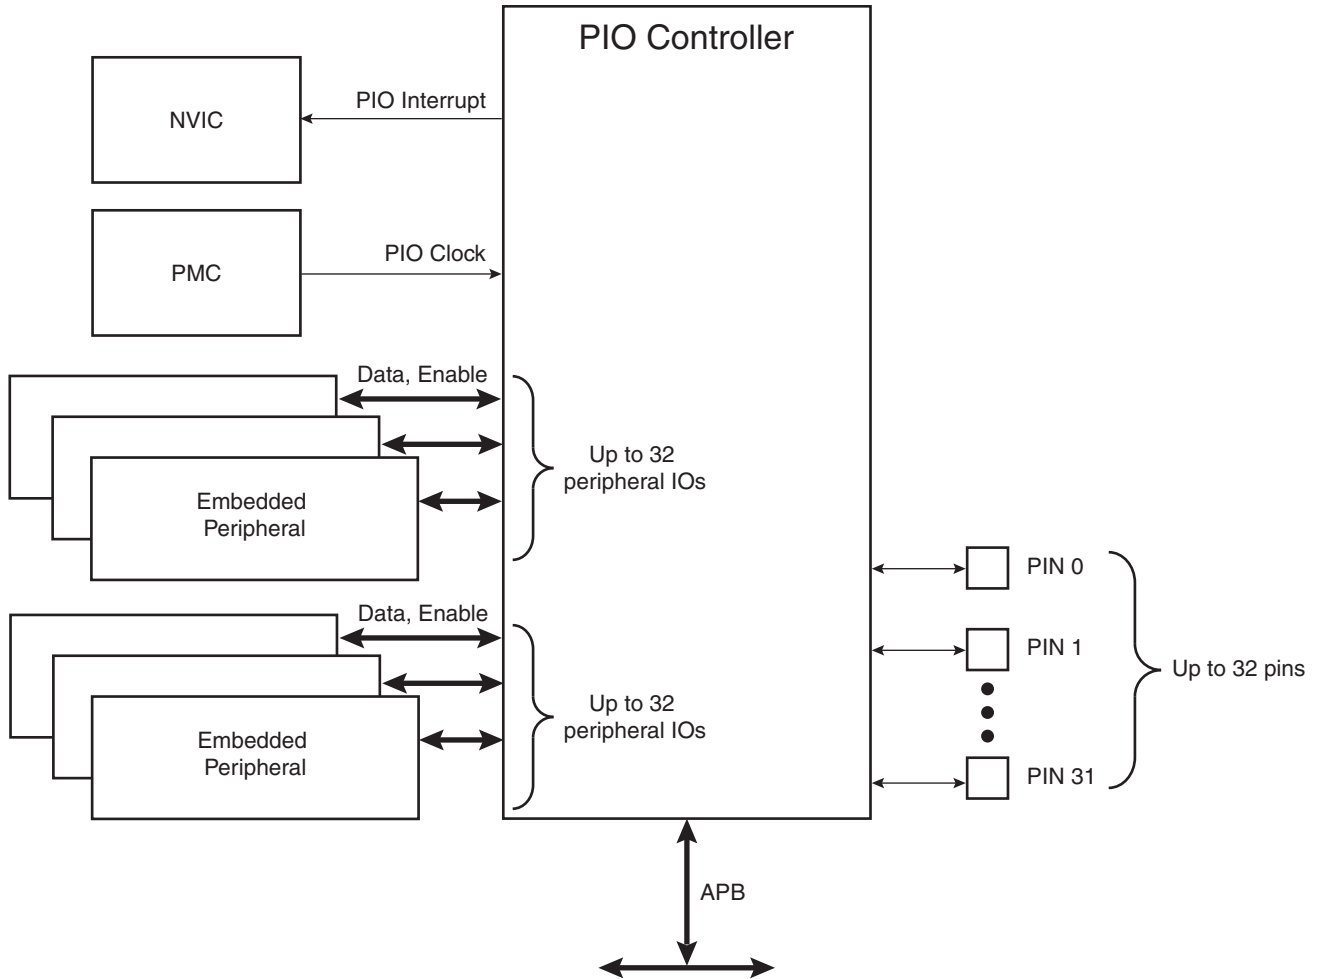 PIO Controller
PIO Interrupt
NVIC
PIO Clock
PMC
Data, Enable
Up to 32
peripheral IOs
Embedded
Peripheral
PIN 0
Data, Enable
PIN 1
Up to 32 pins
Up to 32
peripheral IOs
Embedded
Peripheral
PIN 31
APB